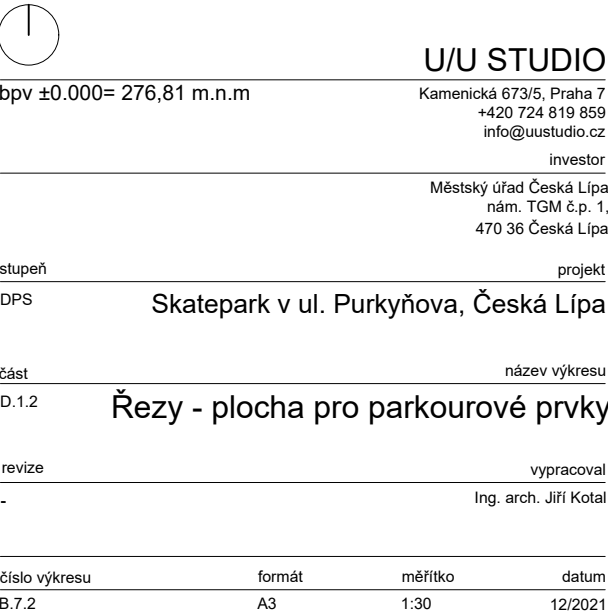 U/U STUDIO
bpv ±0.000= 276,81 m.n.m
Kamenická 673/5, Praha 7
+420 724 819 859
info@uustudio.cz
investor
Městský úřad Česká Lípa
nám. TGM č.p. 1,
470 36 Česká Lípa
stupeň projekt
DPS Skatepark v ul. Purkyňova, Česká Lípa
část název výkresu
D.1.2 Řezy - plocha pro parkourové prvky
revize vypracoval
- Ing. arch. Jiří Kotal
číslo výkresu formát měřítko datum
B.7.2 A3 1:30 12/2021